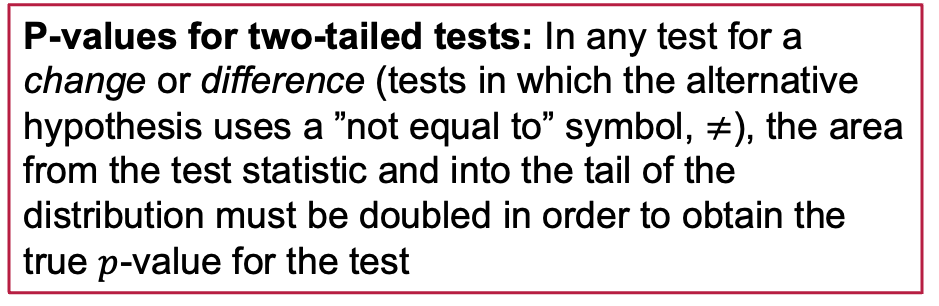 P-values for two-tailed tests: In any test for a
change or difference (tests in which the alternative
hypothesis uses a ”not equal to” symbol, ≠), the area
from the test statistic and into the tail of the
distribution must be doubled in order to obtain the
true p-value for the test